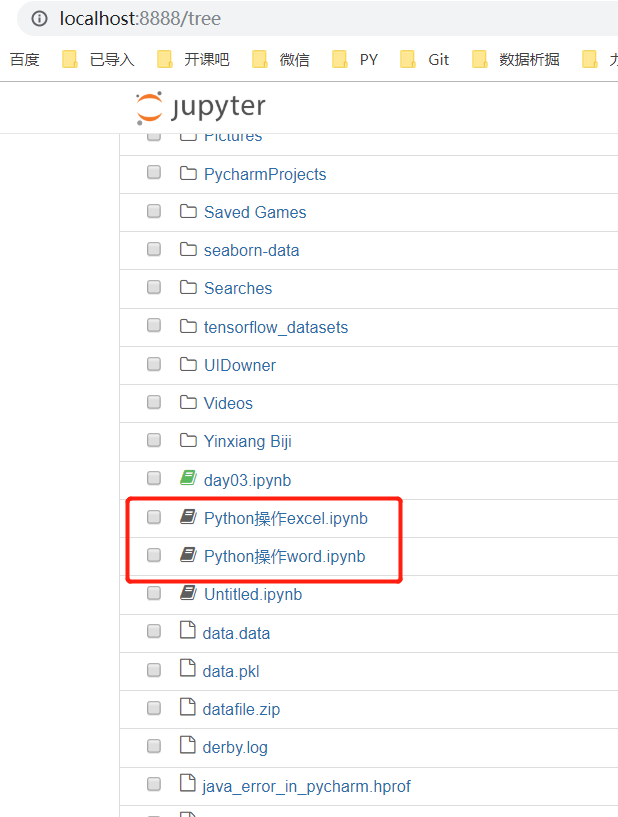 localhost:8888/tree
百度 已导入 开课吧 微信 PY Git 数据析掘
jupyter
Pictures
PycharmProjects
Saved Games
seaborn-data
Searches
tensorflow_datasets
UIDowner
Videos
Yinxiang Biji
day03.ipynb
Python操作excel.ipynb
Python操作word.ipynb
Untitled.ipynb
data.data
data.pkl
datafile.zip
derby.log
java_error_in_pycharm.hprof